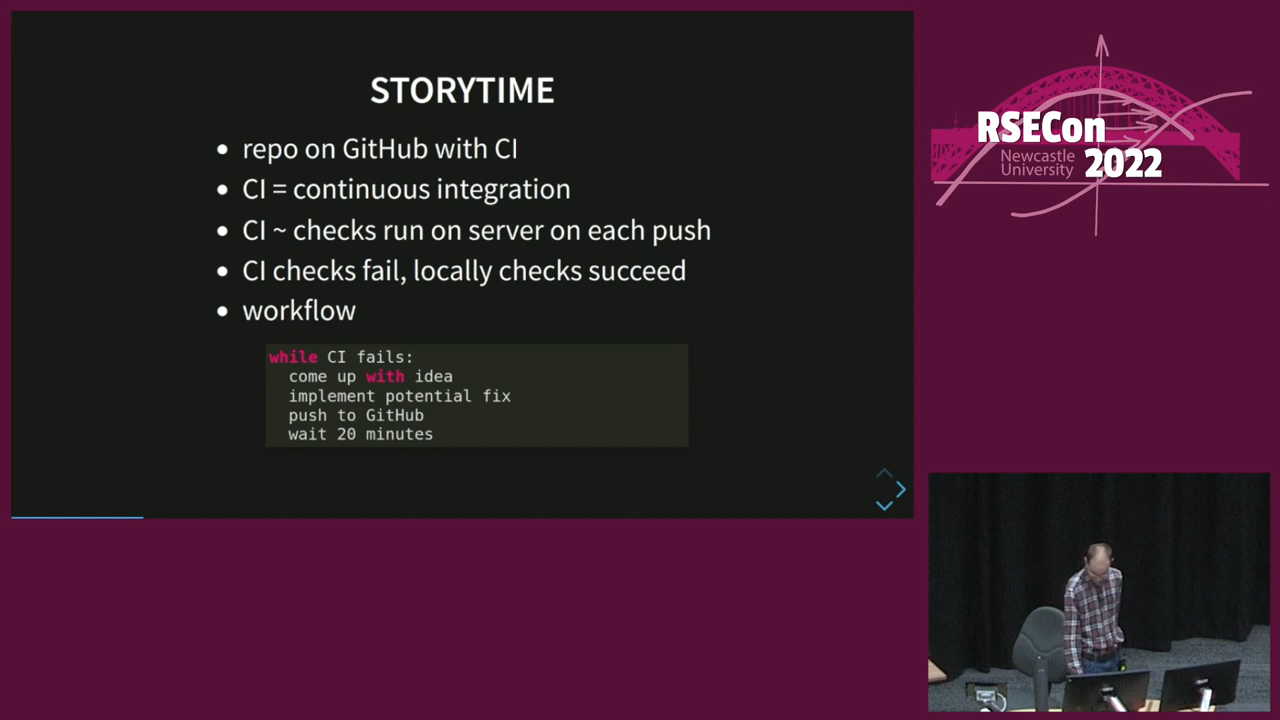 STORYTIME
repo on GitHub with CI
CI = continuous integration
CI ~ checks run on server on each push
CI checks fail, locally checks succeed
workflow
while CI fails:
come up with idea
implement potential fix
push to GitHub
wait 20 minutes
RSECon
Newcastle
University
2022